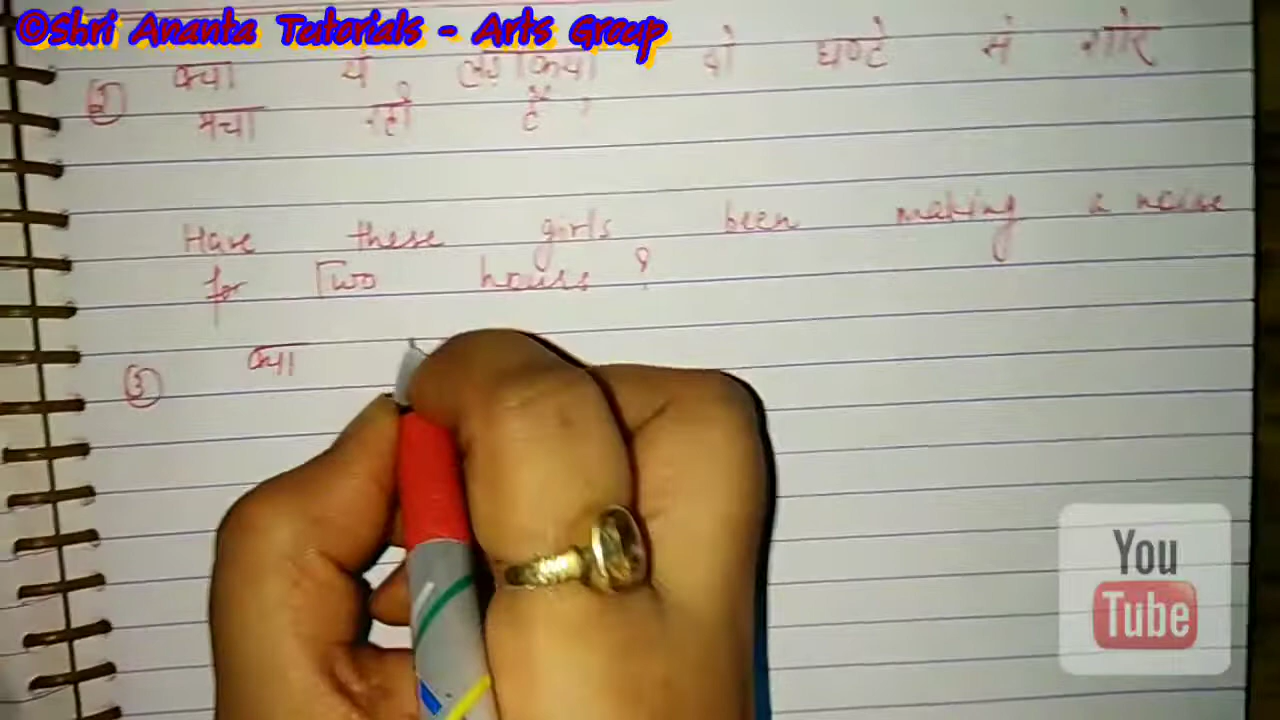 ©Shri Ananta Tutorials - Arts Group
② क्या ये लड़कियाँ दो घण्टे से शोर
मचा रही हैं ?
Have these girls been making a noise
for Two hours ?
③ क्या
You
Tube